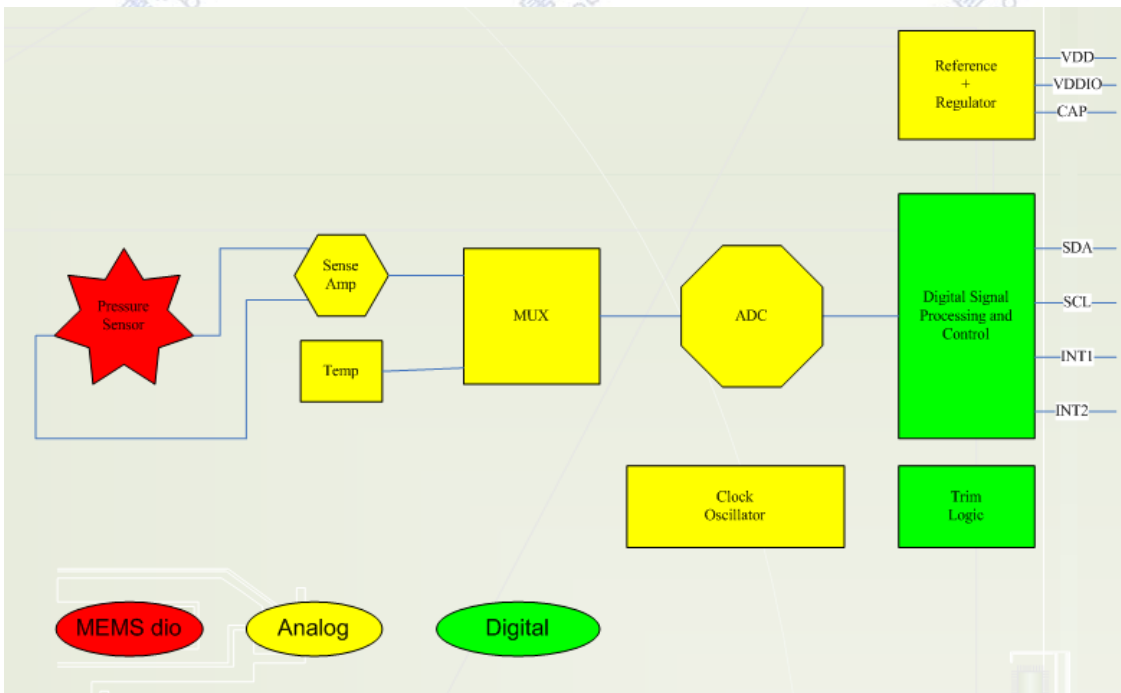 Reference
+
Regulator
VDD
VDDIO
CAP
Pressure
Sensor
Sense
Amp
Temp
MUX
ADC
Digital Signal
Processing and
Control
SDA
SCL
INT1
INT2
Clock
Oscillator
Trim
Logic
MEMS dio
Analog
Digital